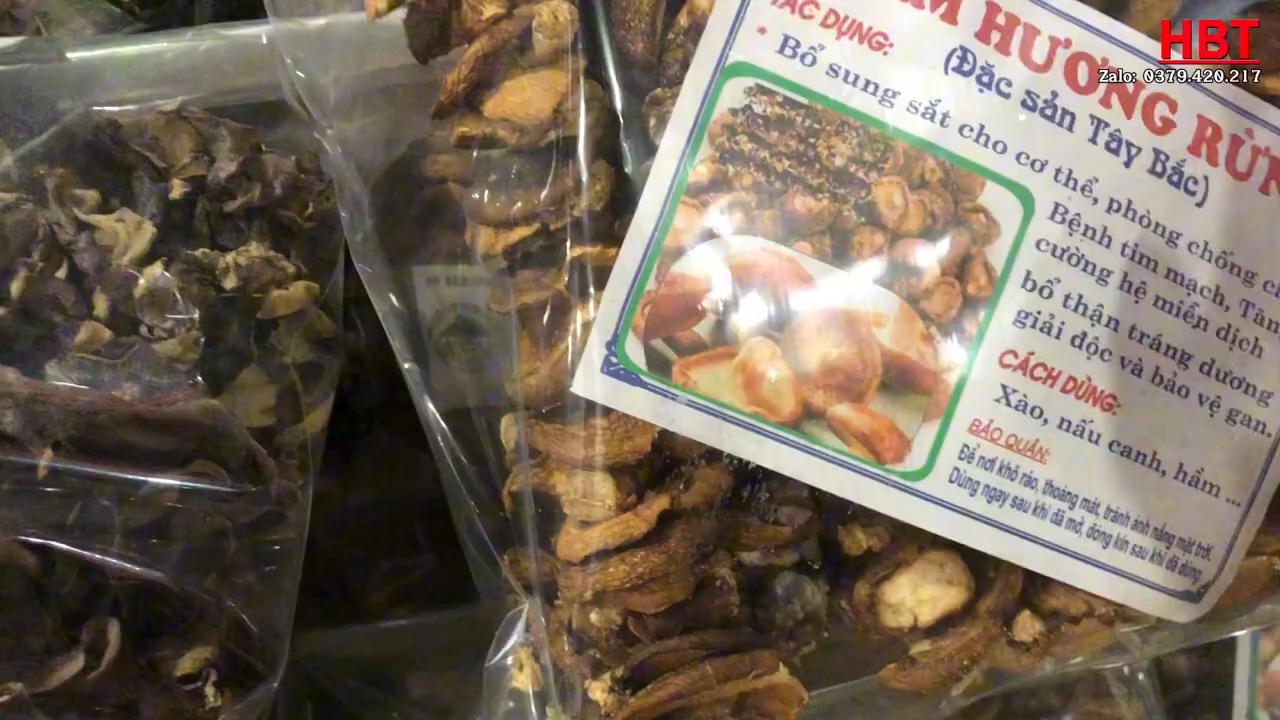 HBT
Zalo: 0379.420.217
HƯƠNG RỪN
(Đặc sản Tây Bắc)
TÁC DỤNG:
* Bổ sung sắt cho cơ thể, phòng chống
Bệnh tim mạch, Tăn
cường hệ miễn dịch
bổ thận tráng dương
giải độc và bảo vệ gan.
CÁCH DÙNG:
Xào, nấu canh, hầm ...
BẢO QUẢN:
Để nơi khô ráo, thoáng mát, tránh ánh nắng mặt trời.
Dùng ngay sau khi đã mở, đóng kín sau khi đã dùng.